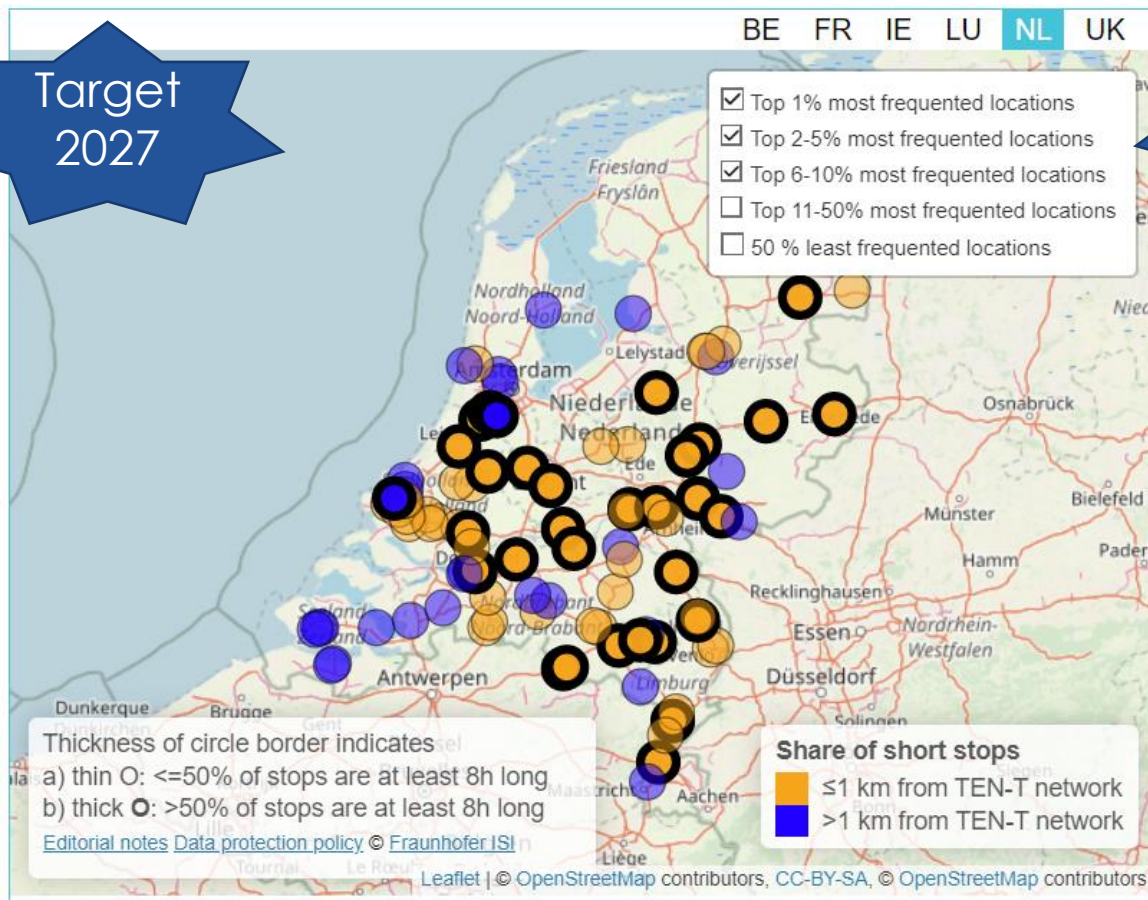 BE FR IE LU NL UK
Target
2027
Top 1% most frequented locations
Top 2-5% most frequented locations
Top 6-10% most frequented locations
Top 11-50% most frequented locations
50 % least frequented locations
Friesland
Fryslân
Nordholland
Noord-Holland
Lelystad
Amsterdam
Niederlande
Nederland
Ede
Osnabrück
Bielefeld
Münster
Hamm
Recklinghausen
Essen
Nordrhein-
Westfalen
Antwerpen
Limburg
Düsseldorf
Dunkerque
Brugge
Gent
Solingen
Maastricht
Aachen
Liège
Tournai
Thickness of circle border indicates
a) thin O: <=50% of stops are at least 8h long
b) thick O: >50% of stops are at least 8h long
Editorial notes Data protection policy © Fraunhofer ISI
Share of short stops
≤1 km from TEN-T network
>1 km from TEN-T network
Leaflet | © OpenStreetMap contributors, CC-BY-SA, © OpenStreetMap contributors